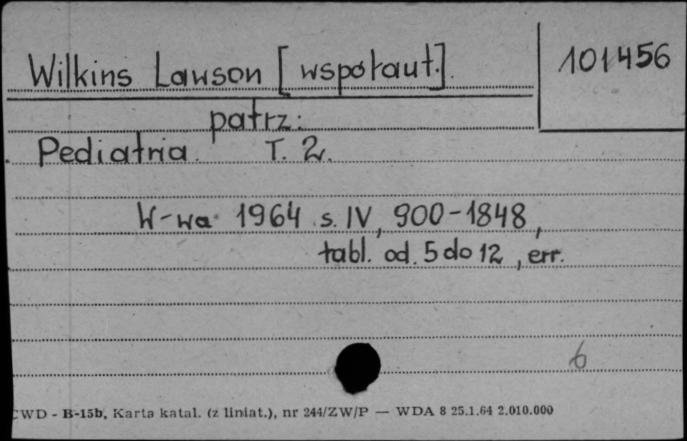 Wilkins Lawson [współaut.].
101456
patrz:
Pediatria. T. 2.
W-wa 1964 s. IV, 900-1848,
tabl. od. 5 do 12, err.
6
CWD - B-15b, Karta katal. (z liniat.), nr 244/ZW/P — WDA 8 25.1.64 2.010.000